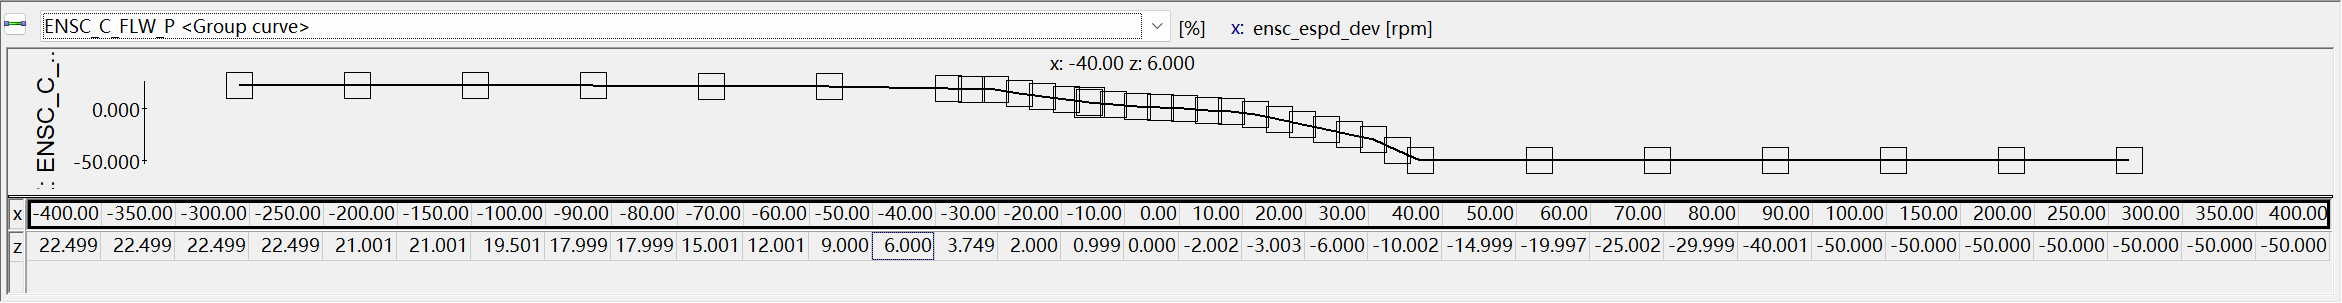 ENSC_C_FLW_P <Group curve> [%] x: ensc_espd_dev [rpm]
x: -40.00 z: 6.000
.: ENSC_C_.:
0.000
-50.000
x -400.00 -350.00 -300.00 -250.00 -200.00 -150.00 -100.00 -90.00 -80.00 -70.00 -60.00 -50.00 -40.00 -30.00 -20.00 -10.00 0.00 10.00 20.00 30.00 40.00 50.00 60.00 70.00 80.00 90.00 100.00 150.00 200.00 250.00 300.00 350.00 400.00
z 22.499 22.499 22.499 22.499 21.001 21.001 19.501 17.999 17.999 15.001 12.001 9.000 6.000 3.749 2.000 0.999 0.000 -2.002 -3.003 -6.000 -10.002 -14.999 -19.997 -25.002 -29.999 -40.001 -50.000 -50.000 -50.000 -50.000 -50.000 -50.000 -50.000